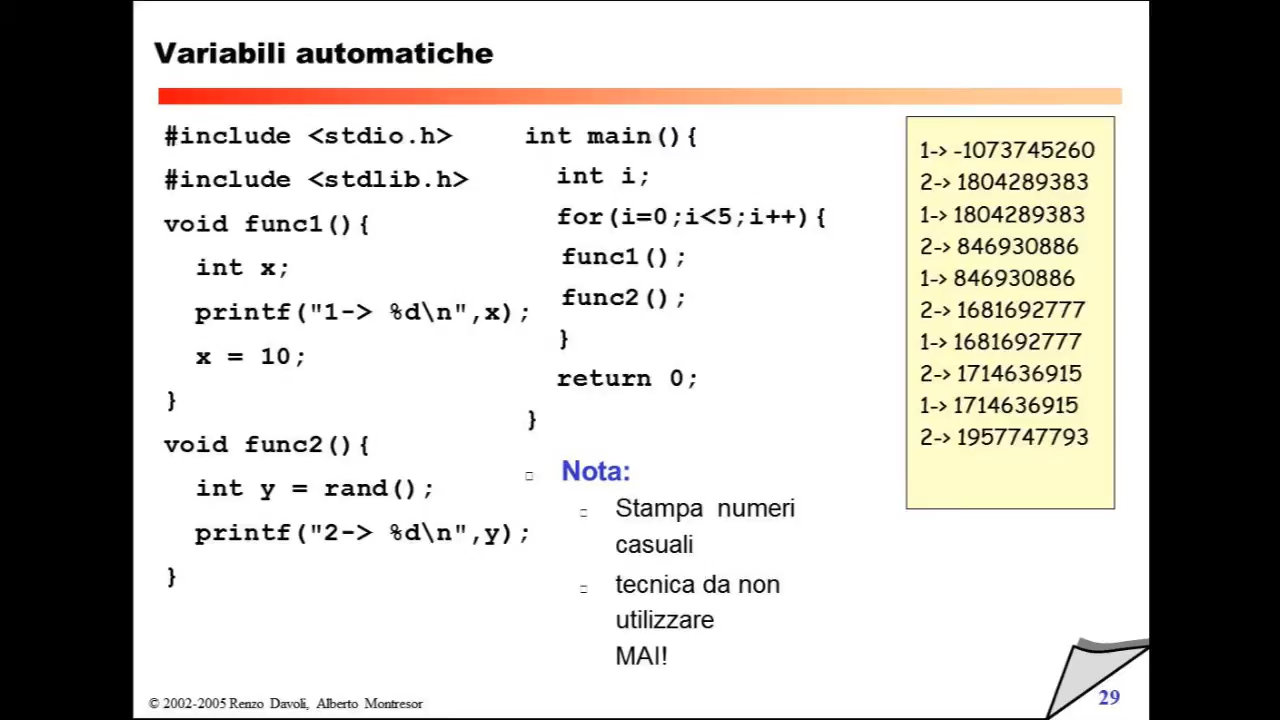 Variabili automatiche
#include <stdio.h>
#include <stdlib.h>
void func1(){
int x;
printf("1-> %d\n",x);
x = 10;
}
void func2(){
int y = rand();
printf("2-> %d\n",y);
}
int main(){
int i;
for(i=0;i<5;i++){
func1();
func2();
}
return 0;
}
Nota:
Stampa numeri
casuali
tecnica da non
utilizzare
MAI!
1-> -1073745260
2-> 1804289383
1-> 1804289383
2-> 846930886
1-> 846930886
2-> 1681692777
1-> 1681692777
2-> 1714636915
1-> 1714636915
2-> 1957747793
© 2002-2005 Renzo Davoli, Alberto Montresor
29